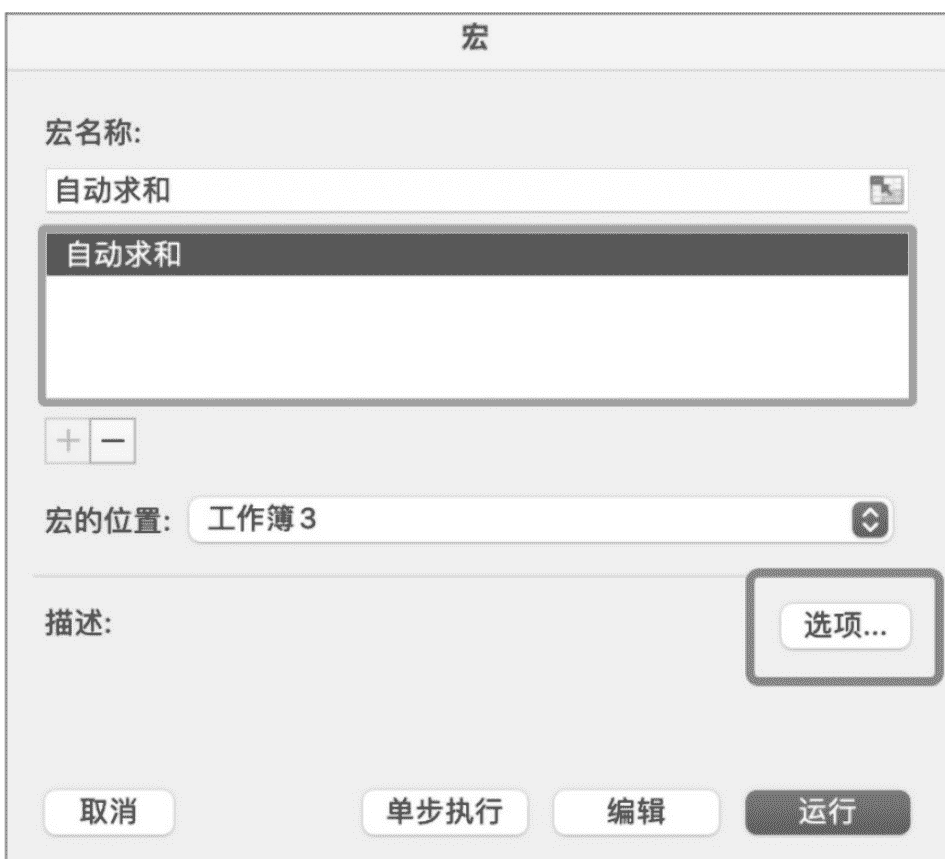 宏
宏名称:
自动求和
自动求和
宏的位置: 工作簿3
描述: 选项...
取消 单步执行 编辑 运行